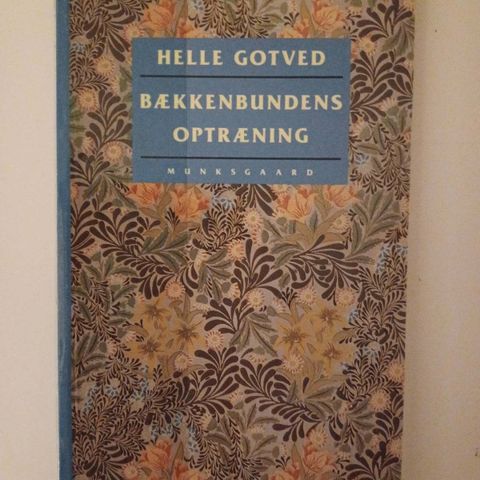 HELLE GOTVED
BÆKKENBUNDENS
OPTRÆNING
MUNKSGAARD